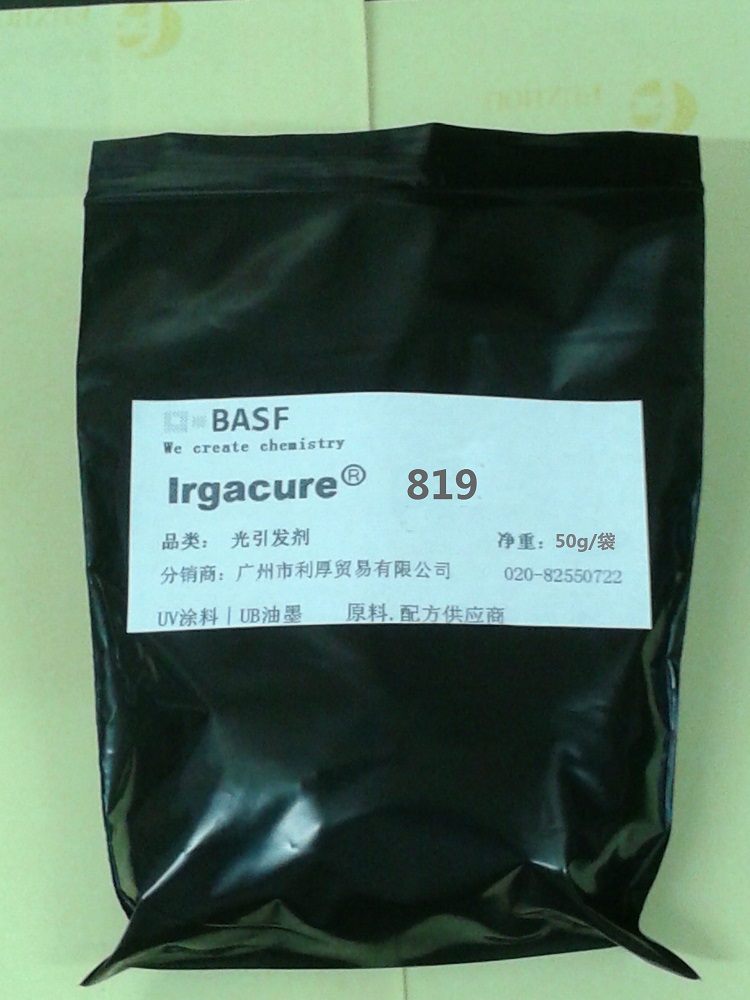 BASF
We create chemistry
Irgacure® 819
品类： 光引发剂 净重：50g/袋
分销商：广州市利厚贸易有限公司 020-82550722
UV涂料｜UB油墨 原料.配方供应商